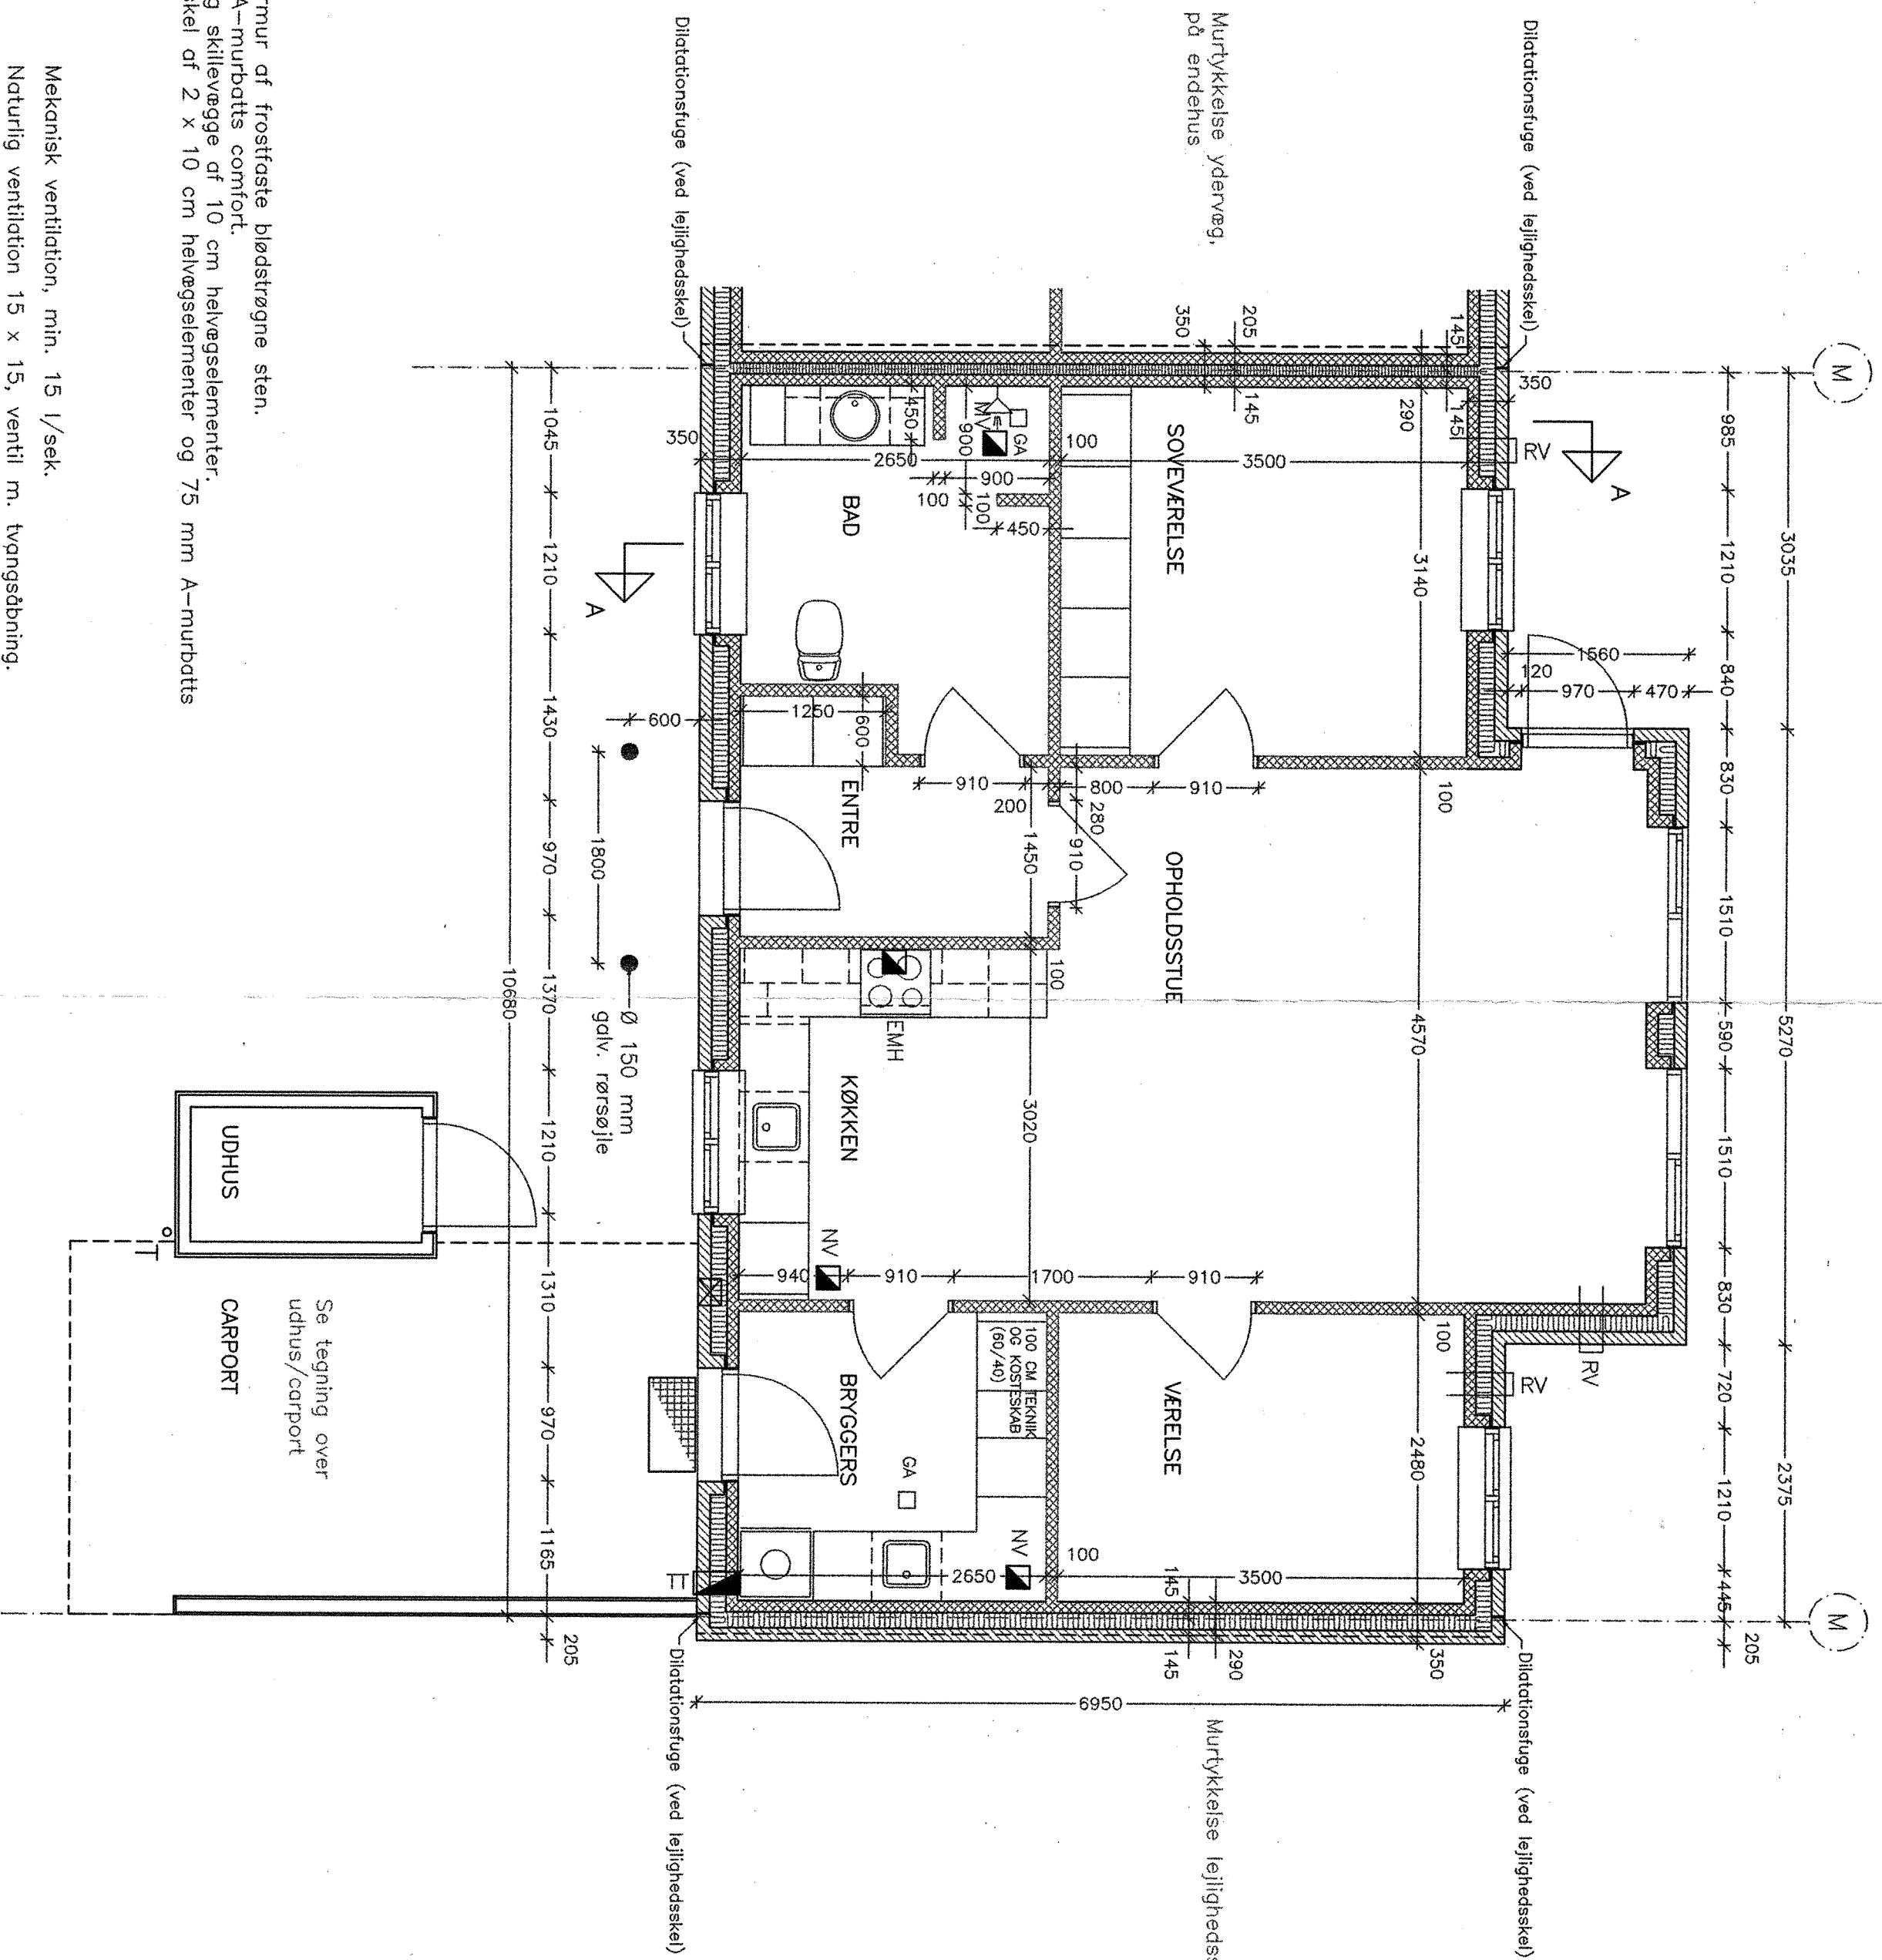 Dilatationsfuge (ved lejlighedsskel)
Dilatationsfuge (ved lejlighedsskel)
Murtykkelse ydervæg,
på endehus
Dilatationsfuge (ved lejlighedsskel)
Dilatationsfuge (ved lejlighedsskel)
Murtykkelse
M
M
3035
5270
2375
985
1210
840
830
1510
590
1510
830
720
1210
445
205
A
RV
350
1560
120
970
470
RV
RV
145
145
290
205
145
350
3140
100
4570
100
2480
350
3500
SOVEVÆRELSE
OPHOLDSSTUE
VÆRELSE
3500
145
145
290
6950
100
800
910
280
910
200
910
1450
100
3020
1700
910
940
910
100
2650
GA
MV
900
450
900
100
100
450
2650
350
BAD
1250
600
ENTRE
EMH
KØKKEN
NV
BRYGGERS
100 CM TEKNIK
OG KOSTESKAB
(60/40)
GA
NV
A
600
1800
Ø 150 mm
galv. rørsøjle
1045
1210
1430
970
1370
1210
1310
970
1165
205
10680
UDHUS
CARPORT
Se tegning over
udhus/carport
af frostfaste blødstrøgne sten.
A-murbatts comfort.
skillevægge af 10 cm helvægselementer.
af 2 x 10 cm helvægselementer og 75 mm A-murbatts
Mekanisk ventilation, min. 15 l/sek.
Naturlig ventilation 15 x 15, ventil m. tvangsåbning.